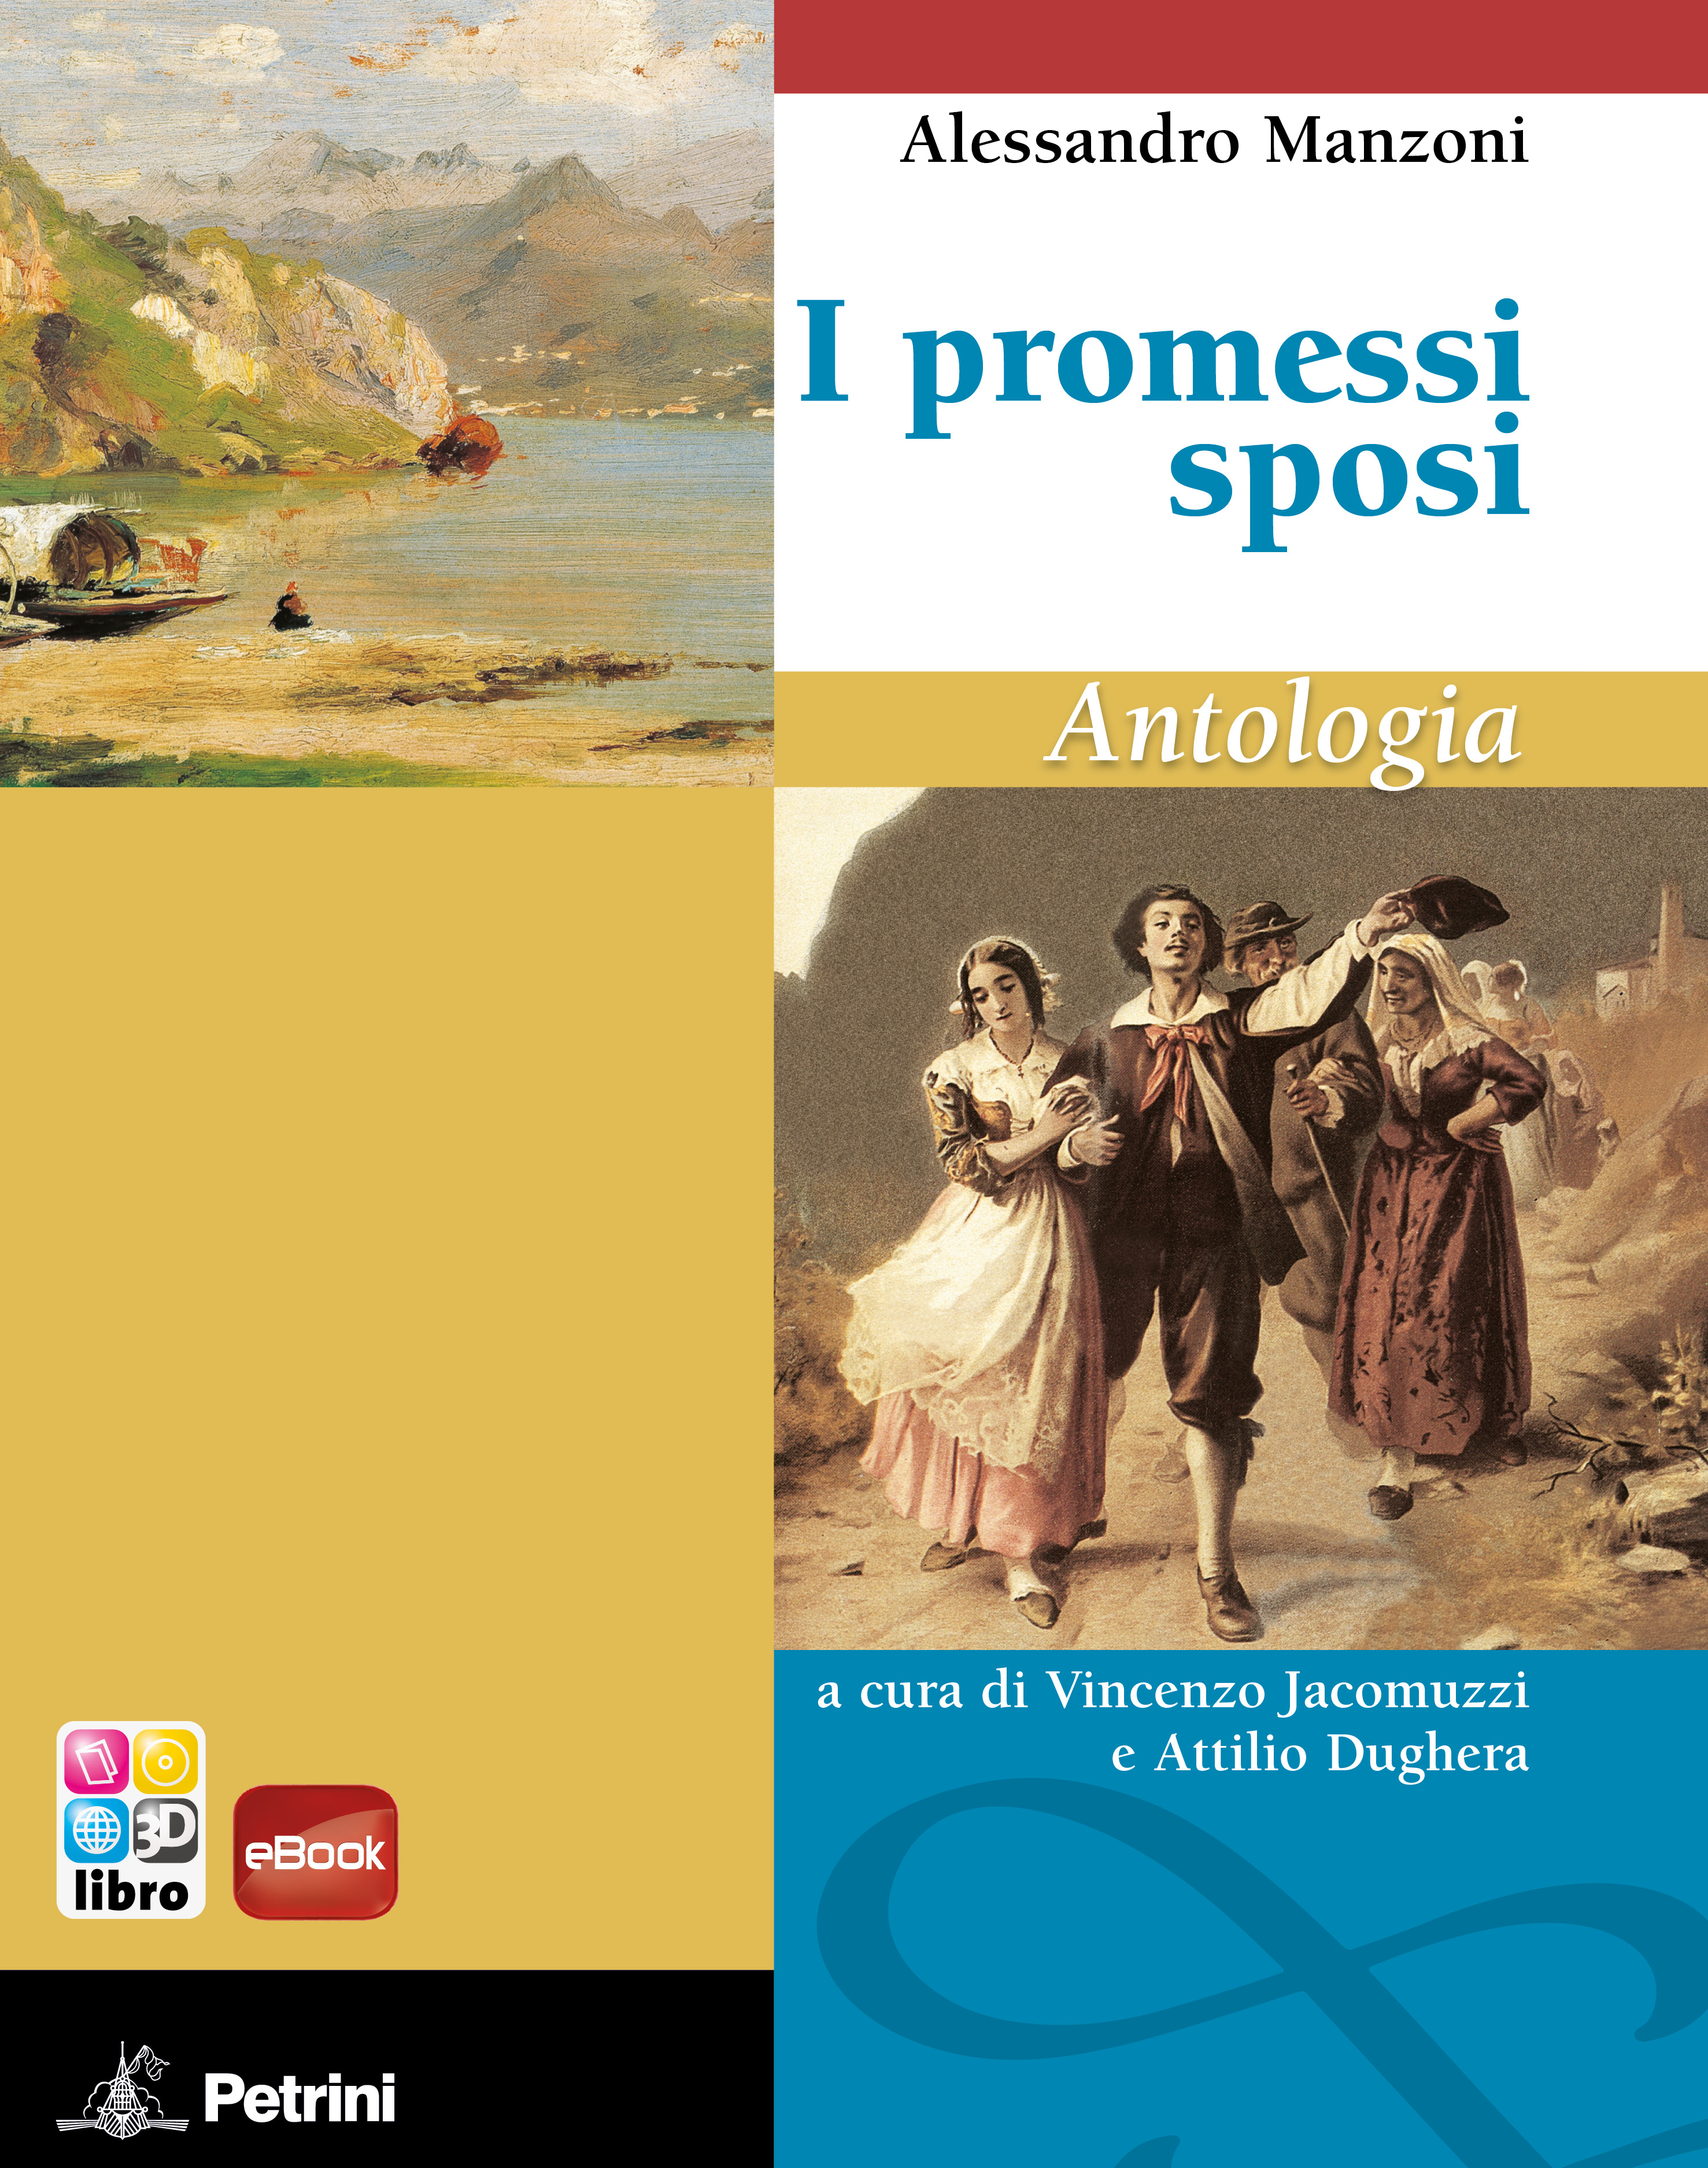 Alessandro Manzoni
I promessi
sposi
Antologia
a cura di Vincenzo Jacomuzzi
e Attilio Dughera
3D
libro
eBook
Petrini